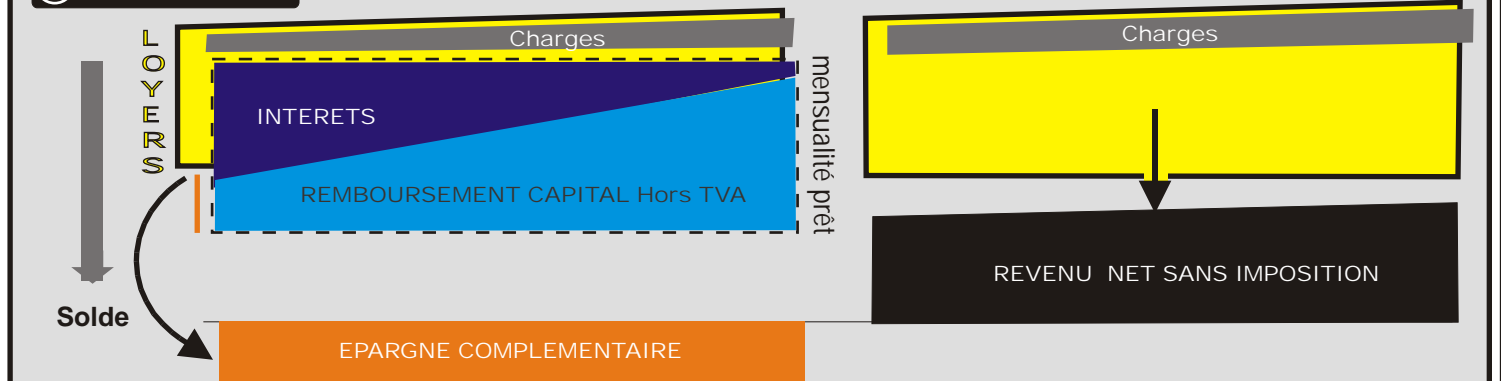 LOYERS
Charges
INTERETS
REMBOURSEMENT CAPITAL Hors TVA
mensualité prêt
Solde
EPARGNE COMPLEMENTAIRE
Charges
REVENU NET SANS IMPOSITION